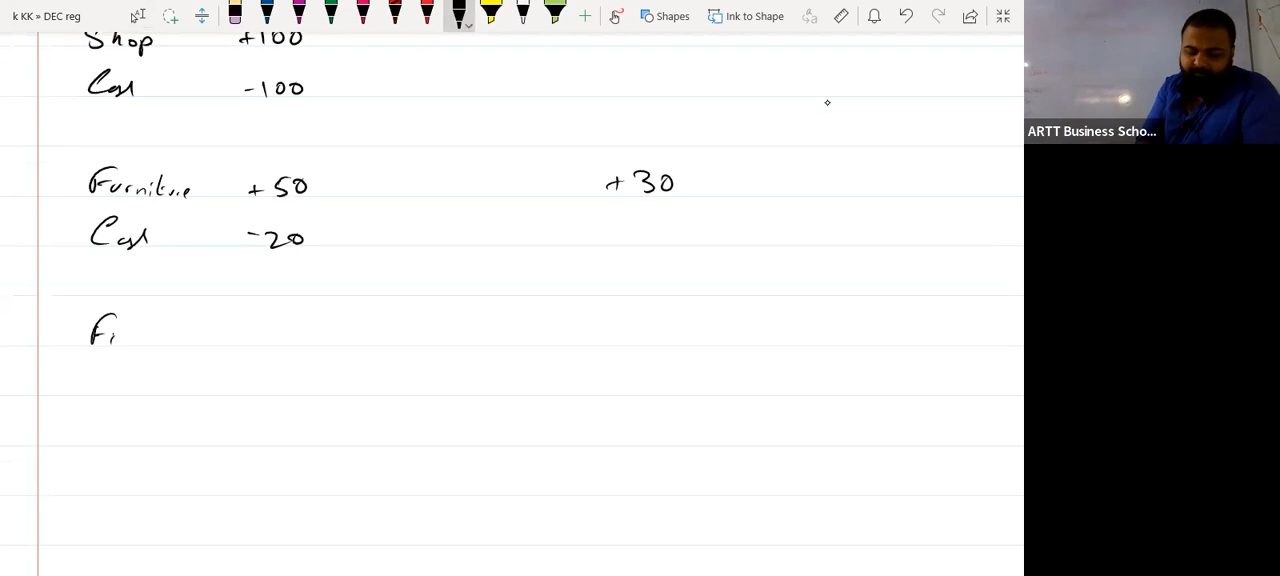 k KK » DEC reg
Shapes
Ink to Shape
Shop +100
Cash -100
ARTT Business Scho...
Furniture +50 +30
Cash -20
Fi